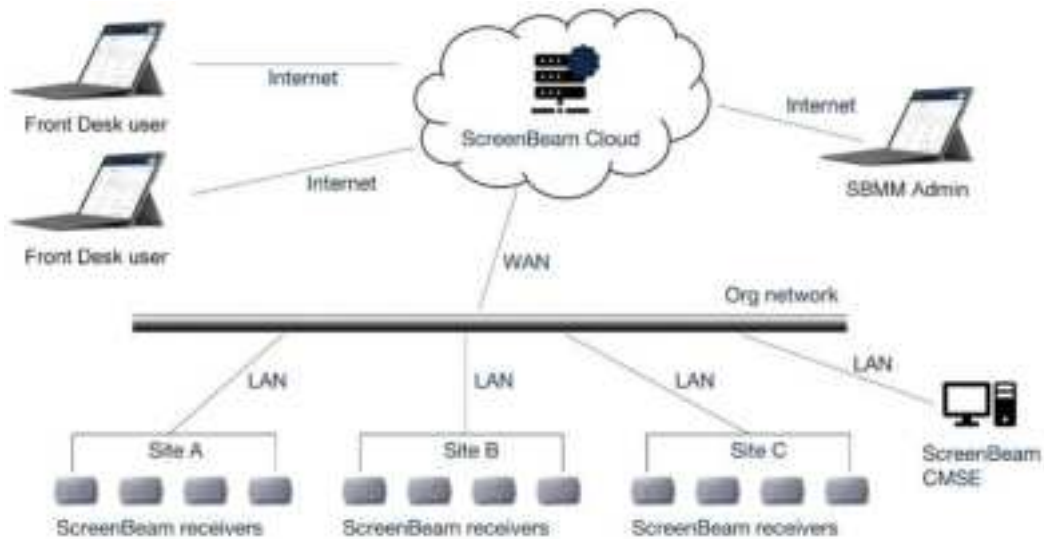 Internet
Front Desk user
ScreenBeam Cloud
Internet
SBMM Admin
Internet
Front Desk user
WAN
Org network
LAN
LAN
LAN
LAN
Site A
Site B
Site C
ScreenBeam
CMSE
ScreenBeam receivers
ScreenBeam receivers
ScreenBeam receivers